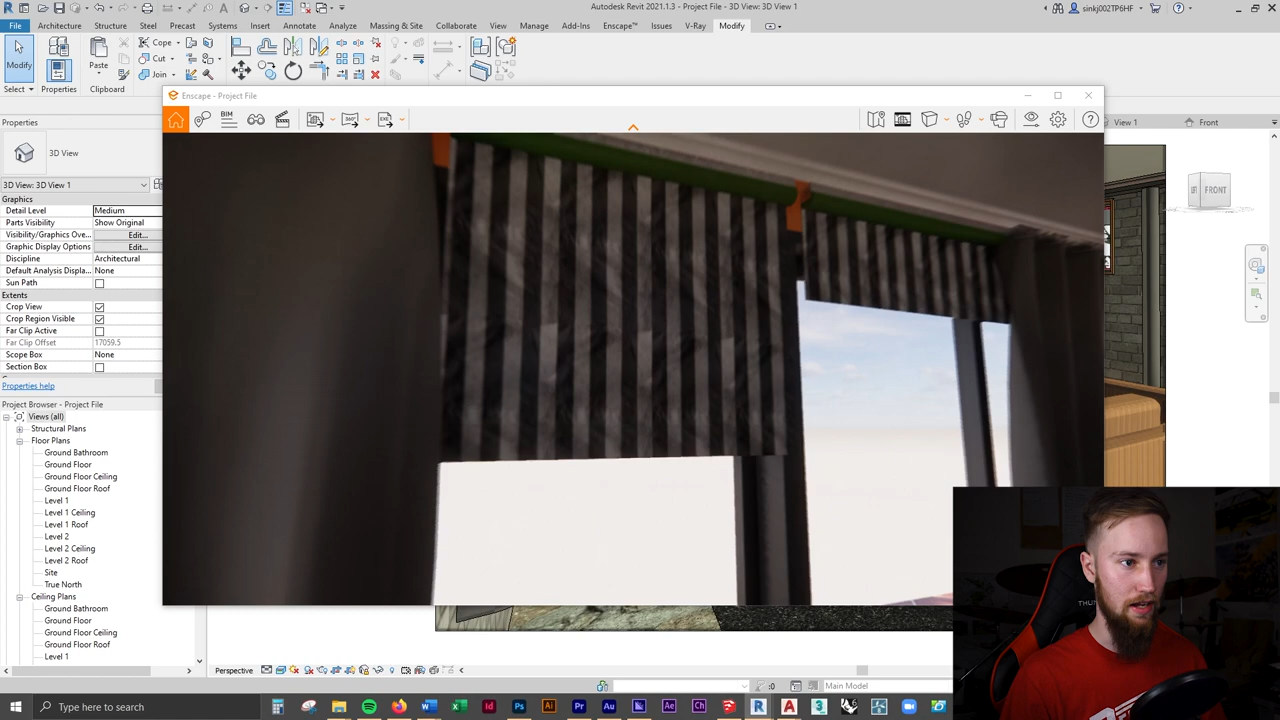 Autodesk Revit 2021.1.3 - Project File - 3D View: 3D View 1
sinkj002TP6HF
File Architecture Structure Steel Precast Systems Insert Annotate Analyze Massing & Site Collaborate View Manage Add-Ins Enscape™ Issues V-Ray Modify
Modify
Select
Properties
Paste
Clipboard
Cope
Cut
Join
Enscape - Project File
BIM
360°
EXE
Properties
3D View
3D View: 3D View 1
Graphics
Detail Level Medium
Parts Visibility Show Original
Visibility/Graphics Ove... Edit...
Graphic Display Options Edit...
Discipline Architectural
Default Analysis Displa... None
Sun Path
Extents
Crop View
Crop Region Visible
Far Clip Active
Far Clip Offset 17059.5
Scope Box None
Section Box
Properties help
Project Browser - Project File
Views (all)
Structural Plans
Floor Plans
Ground Bathroom
Ground Floor
Ground Floor Ceiling
Ground Floor Roof
Level 1
Level 1 Ceiling
Level 1 Roof
Level 2
Level 2 Ceiling
Level 2 Roof
Site
True North
Ceiling Plans
Ground Bathroom
Ground Floor
Ground Floor Ceiling
Ground Floor Roof
Level 1
View 1
Front
FRONT
Perspective
:0
Main Model
Type here to search